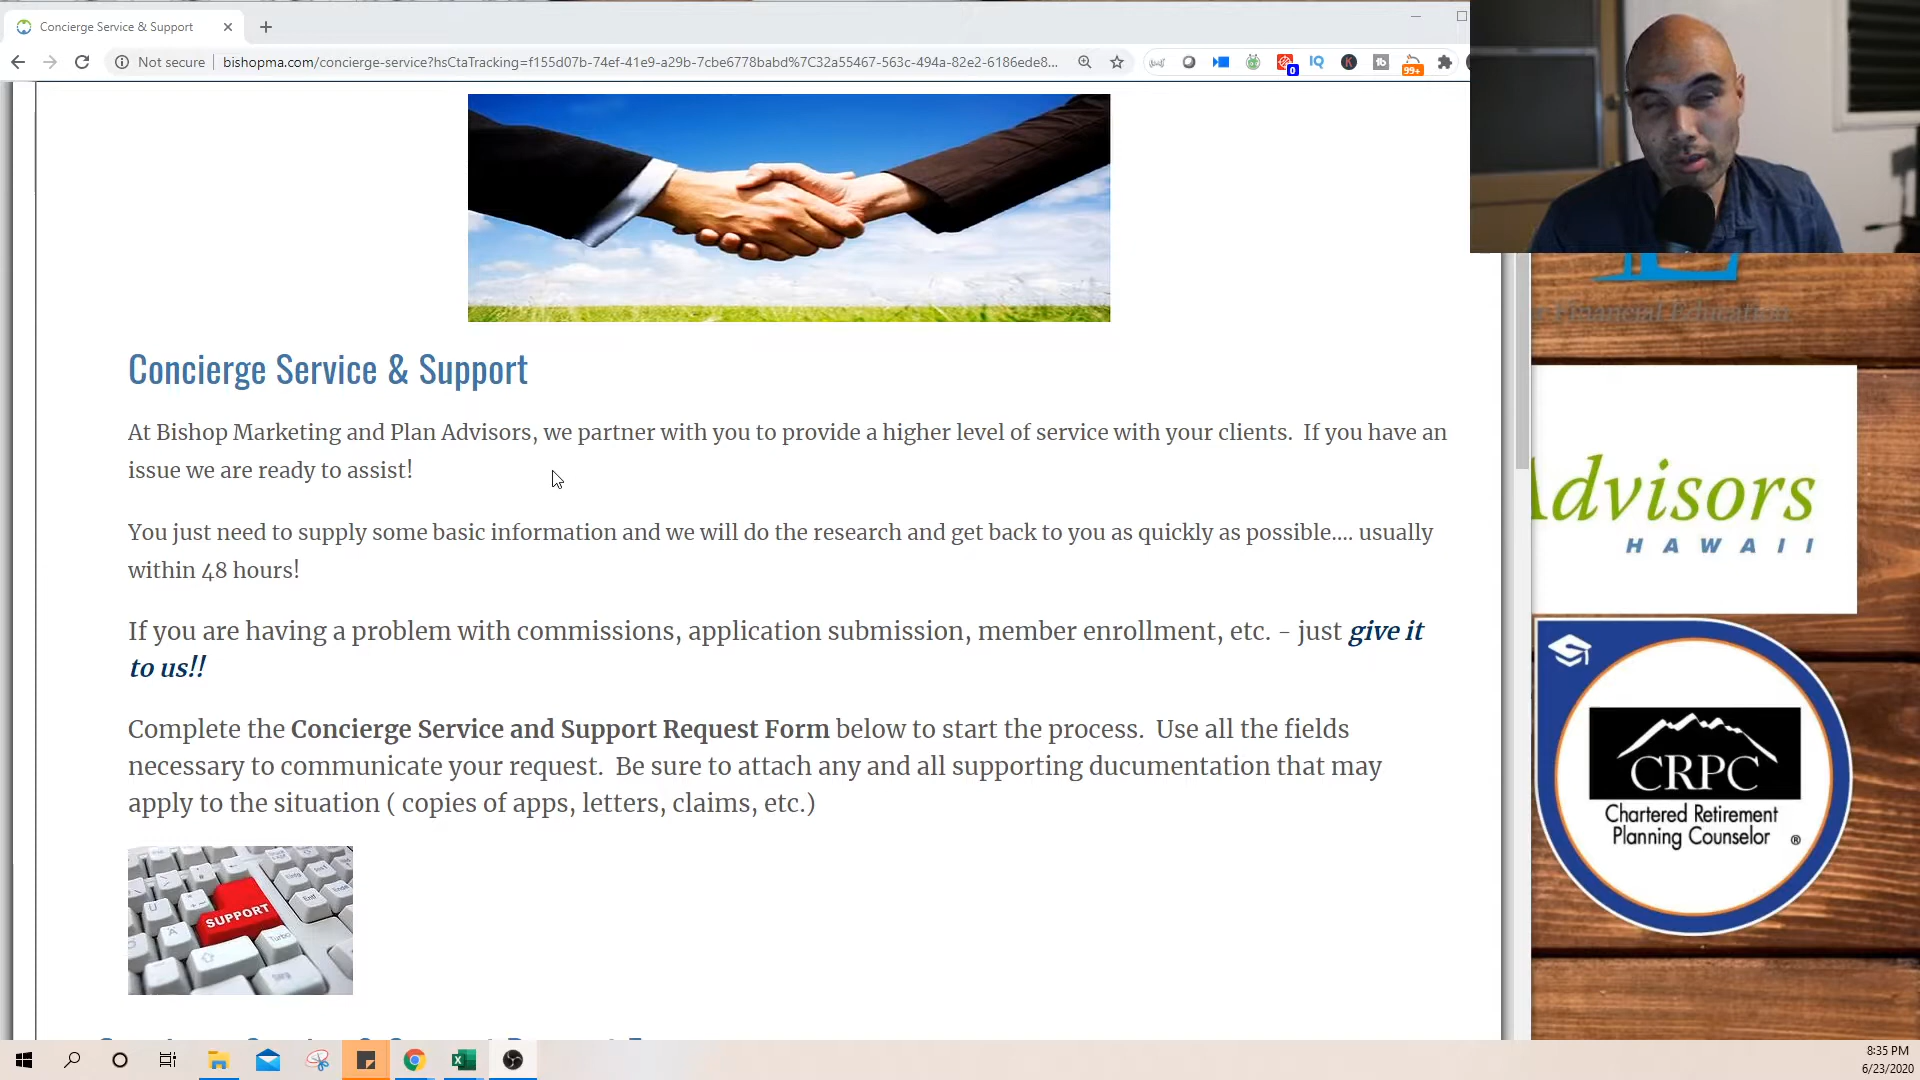 Concierge Service & Support
Not secure
bishopma.com/concierge-service?hsCtaTracking=f155d07b-74ef-41e9-a29b-7cbe6778babd%7C32a55467-563c-494a-82e2-6186ede8...
0
IQ
K
tb
99+
Concierge Service & Support
At Bishop Marketing and Plan Advisors, we partner with you to provide a higher level of service with your clients. If you have an
issue we are ready to assist!
You just need to supply some basic information and we will do the research and get back to you as quickly as possible.... usually
within 48 hours!
If you are having a problem with commissions, application submission, member enrollment, etc. - just give it
to us!!
Complete the Concierge Service and Support Request Form below to start the process. Use all the fields
necessary to communicate your request. Be sure to attach any and all supporting ducumentation that may
apply to the situation ( copies of apps, letters, claims, etc.)
SUPPORT
Financial Education
Advisors
HAWAII
CRPC
Chartered Retirement
Planning Counselor ®
8:35 PM
6/23/2020